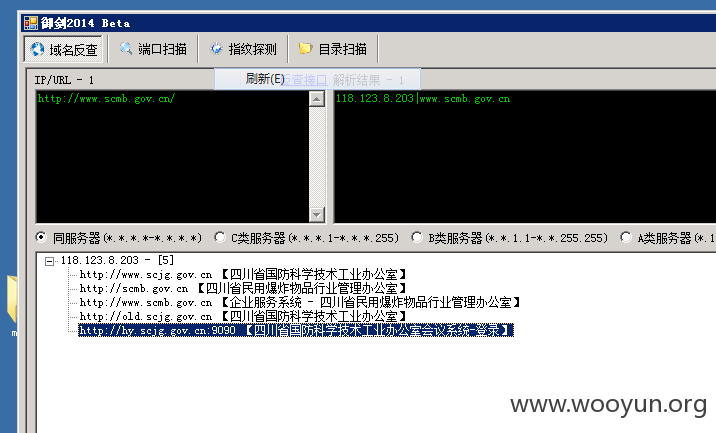 御剑2014 Beta
域名反查 端口扫描 指纹探测 目录扫描
IP/URL - 1 刷新(E) 反查接口 解析结果 - 1
http://www.scmb.gov.cn/ 118.123.8.203|www.scmb.gov.cn
同服务器(*.*.*.*-*.*.*.*) C类服务器(*.*.*.1-*.*.*.255) B类服务器(*.*.1.1-*.*.255.255) A类服务器(*.1
118.123.8.203 - [5]
http://www.scjg.gov.cn 【四川省国防科学技术工业办公室】
http://scmb.gov.cn 【四川省民用爆炸物品行业管理办公室】
http://www.scmb.gov.cn 【企业服务系统 - 四川省民用爆炸物品行业管理办公室】
http://old.scjg.gov.cn 【四川省国防科学技术工业办公室】
http://hy.scjg.gov.cn:9090 【四川省国防科学技术工业办公室会议系统-登录】
m
www.wooyun.org